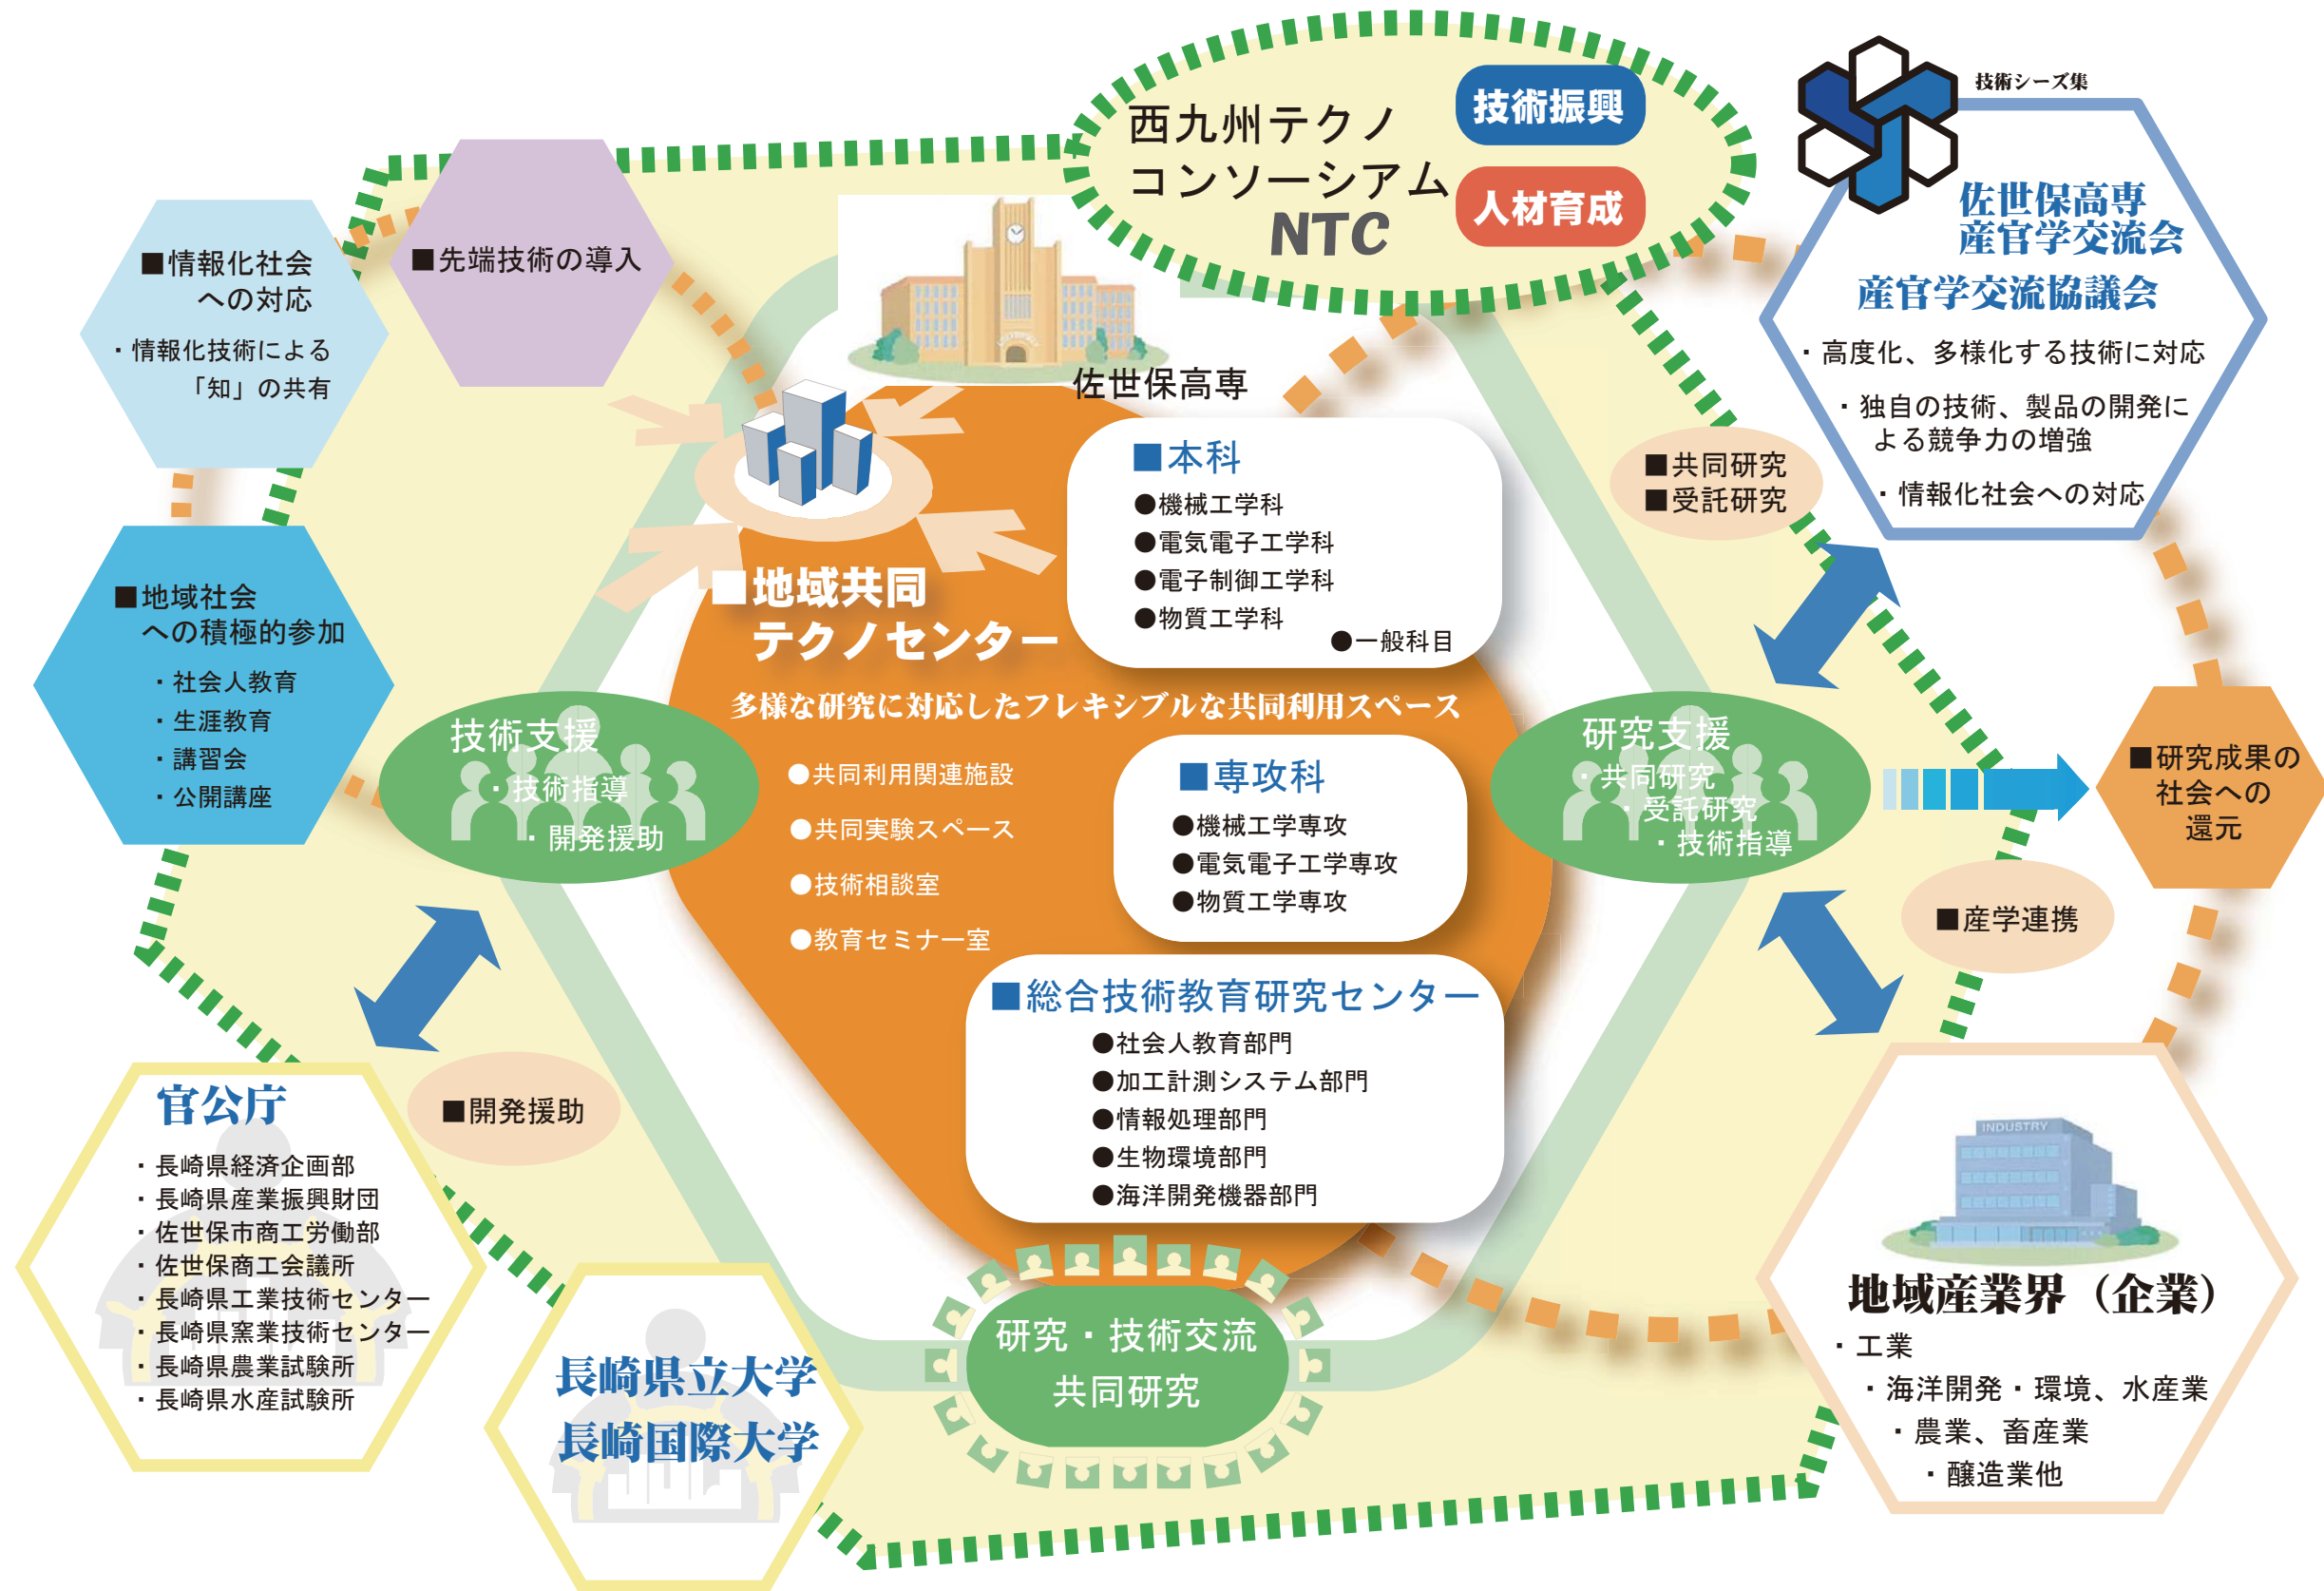 西九州テクノ
コンソーシアム
NTC
技術振興
人材育成
技術シーズ集
佐世保高専
産官学交流会
産官学交流協議会
・高度化、多様化する技術に対応
・独自の技術、製品の開発に
よる競争力の増強
・情報化社会への対応
■先端技術の導入
■情報化社会
への対応
・情報化技術による
「知」の共有
■地域社会
への積極的参加
・社会人教育
・生涯教育
・講習会
・公開講座
佐世保高専
■本科
●機械工学科
●電気電子工学科
●電子制御工学科
●物質工学科
●一般科目
■共同研究
■受託研究
■地域共同
テクノセンター
多様な研究に対応したフレキシブルな共同利用スペース
●共同利用関連施設
●共同実験スペース
●技術相談室
●教育セミナー室
■専攻科
●機械工学専攻
●電気電子工学専攻
●物質工学専攻
■総合技術教育研究センター
●社会人教育部門
●加工計測システム部門
●情報処理部門
●生物環境部門
●海洋開発機器部門
技術支援
・技術指導
・開発援助
研究支援
・共同研究
・受託研究
・技術指導
■研究成果の
社会への
還元
■産学連携
■開発援助
官公庁
・長崎県経済企画部
・長崎県産業振興財団
・佐世保市商工労働部
・佐世保商工会議所
・長崎県工業技術センター
・長崎県窯業技術センター
・長崎県農業試験所
・長崎県水産試験所
長崎県立大学
長崎国際大学
研究・技術交流
共同研究
INDUSTRY
地域産業界（企業）
・工業
・海洋開発・環境、水産業
・農業、畜産業
・醸造業他